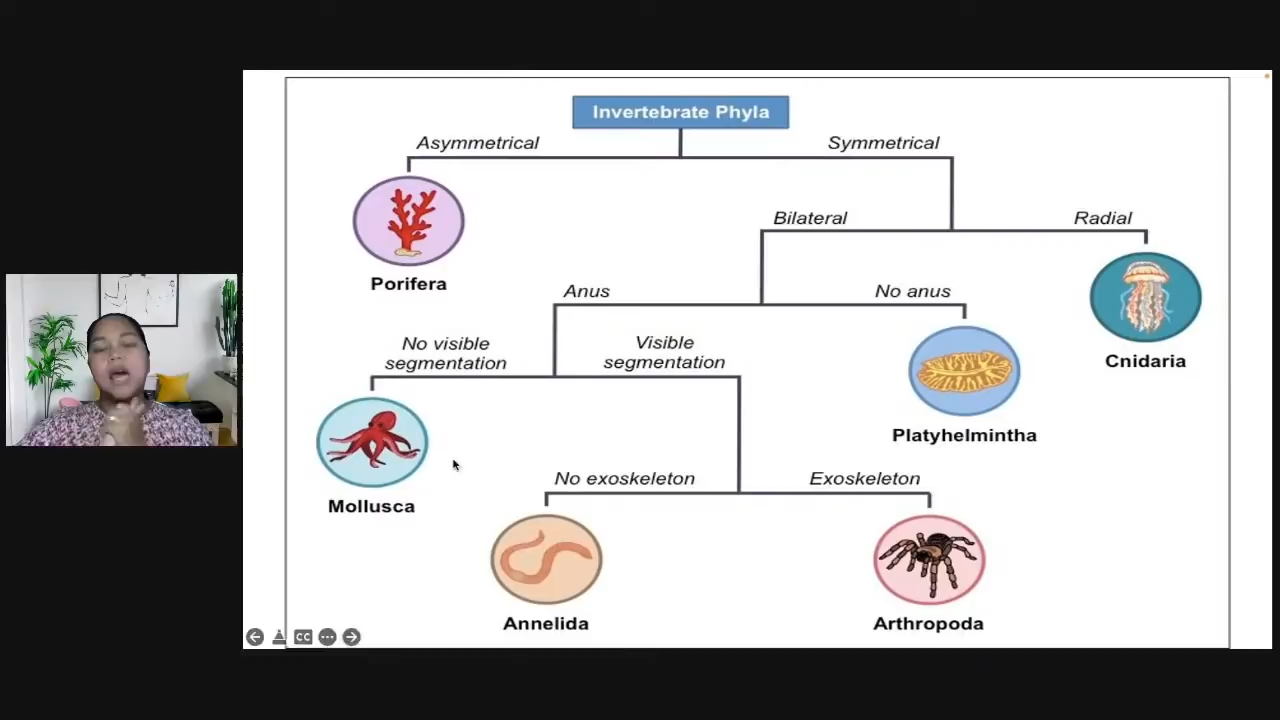 Invertebrate Phyla
Asymmetrical
Symmetrical
Porifera
Bilateral
Radial
Cnidaria
Anus
No anus
Platyhelmintha
No visible
segmentation
Visible
segmentation
Mollusca
No exoskeleton
Exoskeleton
Annelida
Arthropoda
CC